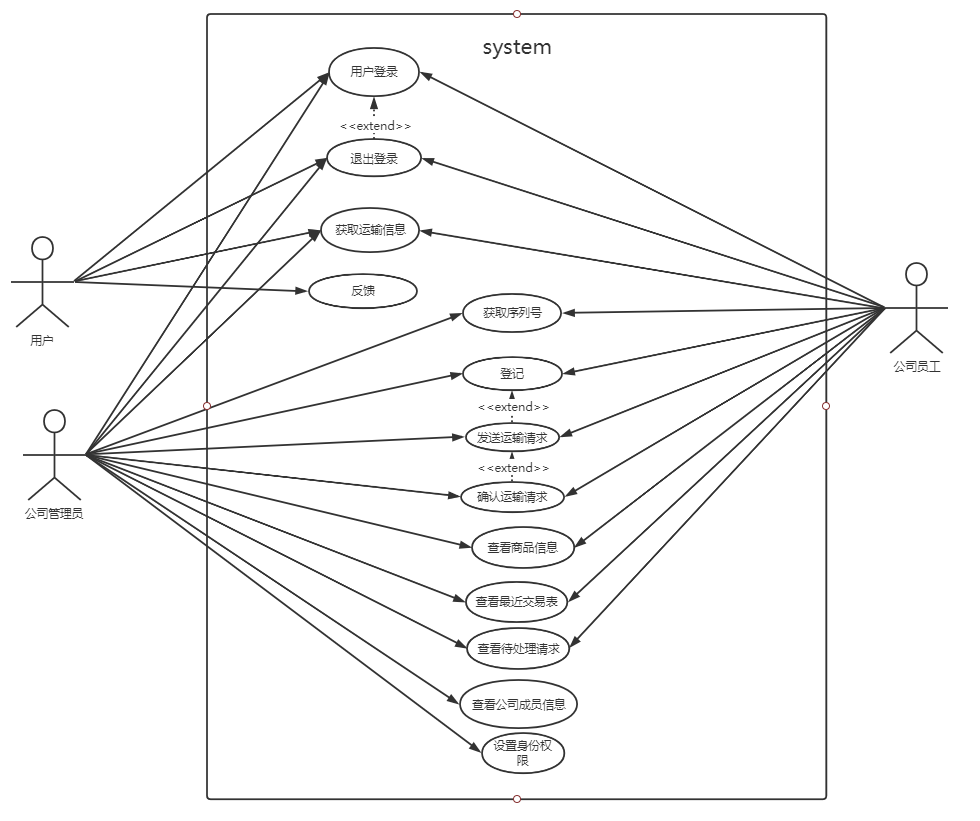 system
用户登录
<<extend>>
退出登录
获取运输信息
反馈
用户
获取序列号
公司员工
登记
<<extend>>
发送运输请求
<<extend>>
确认运输请求
公司管理员
查看商品信息
查看最近交易表
查看待处理请求
查看公司成员信息
设置身份权
限